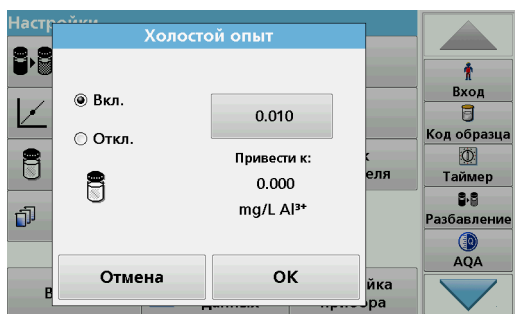 Настройки
Холостой опыт
Вкл.
Откл.
0.010
Привести к:
0.000
mg/L Al³⁺
Отмена
OK
Вход
Код образца
Таймер
Разбавление
AQA